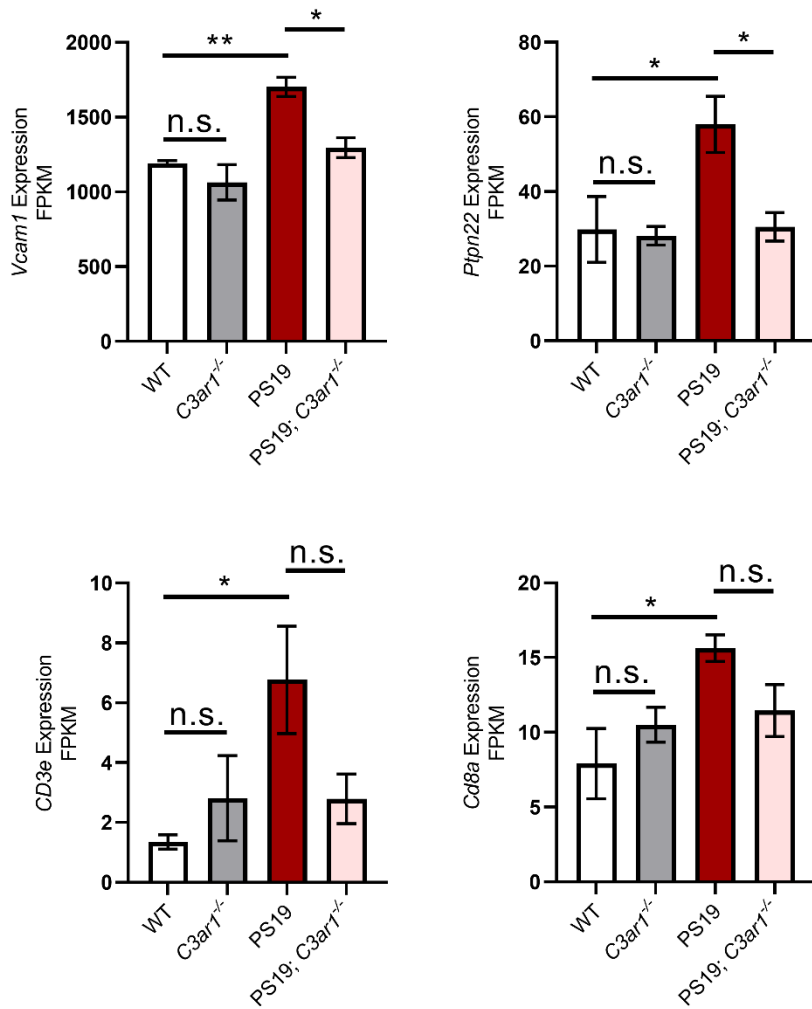 Vcam1 Expression
FPKM
2000
1500
1000
500
0
**
*
n.s.
WT
C3ar1-/-
PS19
PS19; C3ar1-/-
Ptpn22 Expression
FPKM
80
60
40
20
0
*
*
n.s.
WT
C3ar1-/-
PS19
PS19; C3ar1-/-
CD3e Expression
FPKM
10
8
6
4
2
0
*
n.s.
n.s.
WT
C3ar1-/-
PS19
PS19; C3ar1-/-
Cd8a Expression
FPKM
20
15
10
5
0
*
n.s.
n.s.
WT
C3ar1-/-
PS19
PS19; C3ar1-/-